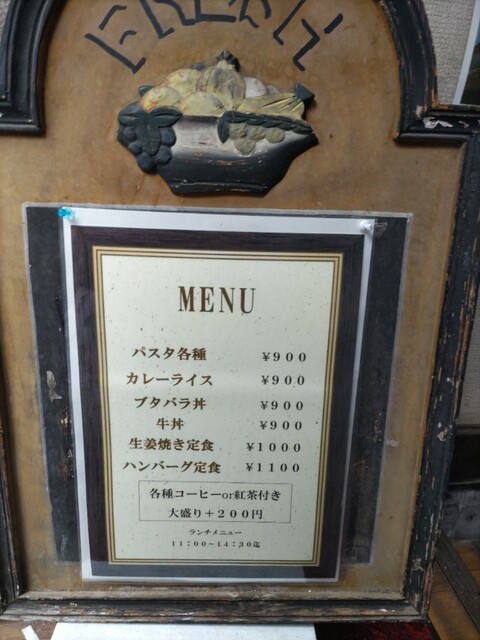 FRESH
MENU
パスタ各種 ¥900
カレーライス ¥900
ブタバラ丼 ¥900
牛丼 ¥900
生姜焼き定食 ¥1000
ハンバーグ定食 ¥1100
各種コーヒーor紅茶付き
大盛り+200円
ランチメニュー
11:00~14:30迄